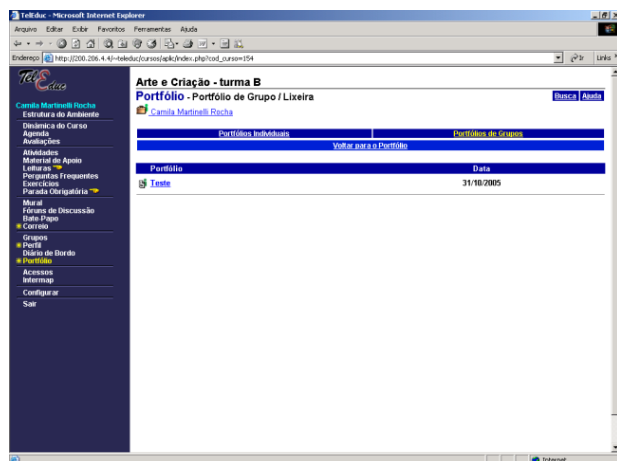 TelEduc - Microsoft Internet Explorer
Arquivo Editar Exibir Favoritos Ferramentas Ajuda
Endereço http://200.206.4.4/~teleduc/cursos/aplic/index.php?cod_curso=154 Ir Links
TelEduc
Camila Martinelli Rocha
Estrutura do Ambiente
Dinâmica do Curso
Agenda
Avaliações
Atividades
Material de Apoio
Leituras
Perguntas Frequentes
Exercícios
Parada Obrigatória
Mural
Fóruns de Discussão
Bate-Papo
Correio
Grupos
Perfil
Diário de Bordo
Portfólio
Acessos
Intermap
Configurar
Sair
Arte e Criação - turma B
Portfólio - Portfólio de Grupo / Lixeira Busca Ajuda
Camila Martinelli Rocha
Portfólios Individuais Portfólios de Grupos
Voltar para o Portfólio
Portfólio Data
Teste 31/10/2005
Internet